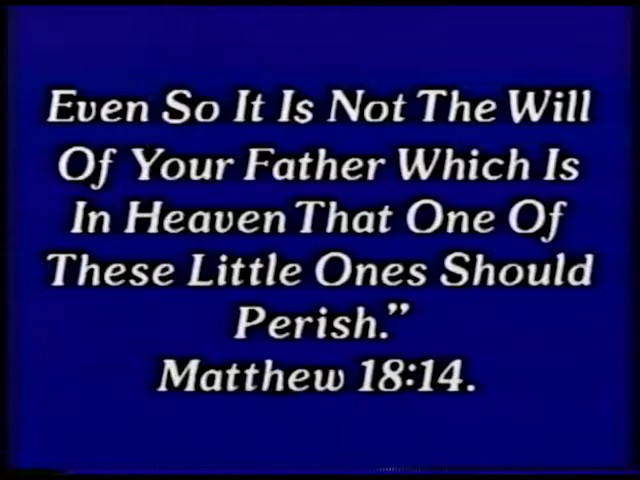 Even So It Is Not The Will
Of Your Father Which Is
In Heaven That One Of
These Little Ones Should
Perish.”
Matthew 18:14.